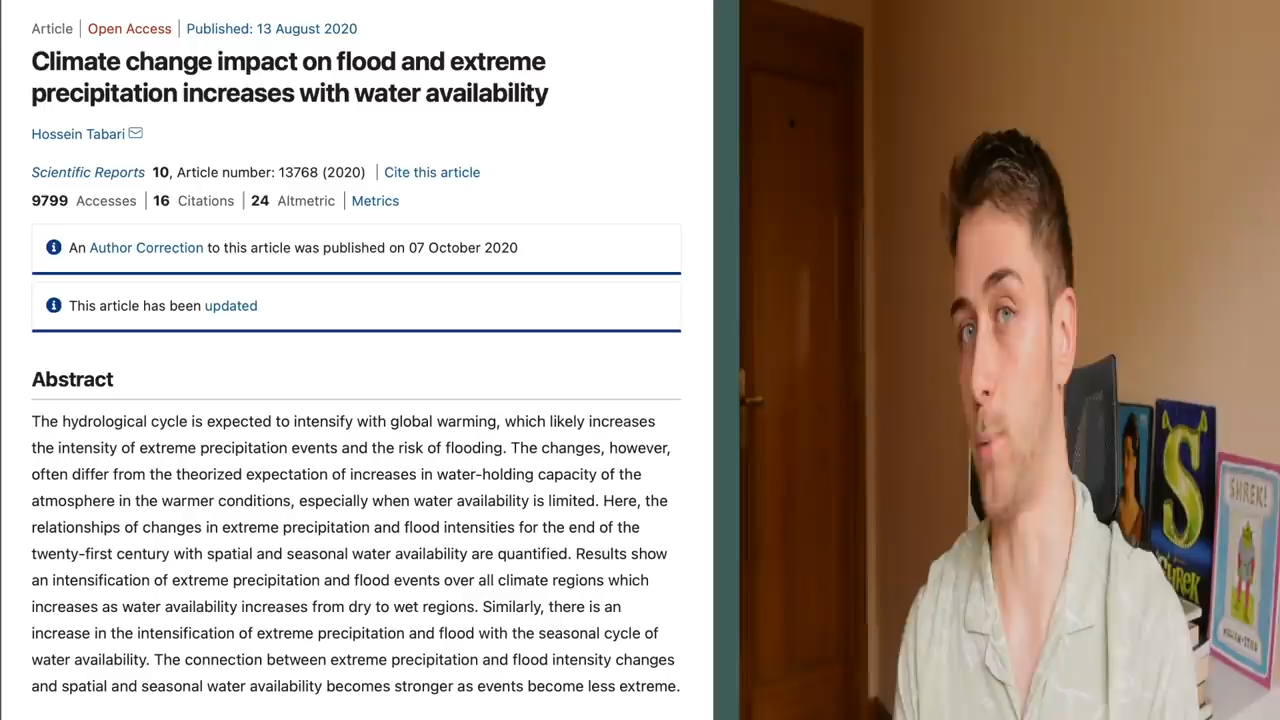 Article | Open Access | Published: 13 August 2020
Climate change impact on flood and extreme
precipitation increases with water availability
Hossein Tabari
Scientific Reports 10, Article number: 13768 (2020) | Cite this article
9799 Accesses | 16 Citations | 24 Altmetric | Metrics
An Author Correction to this article was published on 07 October 2020
This article has been updated
Abstract
The hydrological cycle is expected to intensify with global warming, which likely increases
the intensity of extreme precipitation events and the risk of flooding. The changes, however,
often differ from the theorized expectation of increases in water-holding capacity of the
atmosphere in the warmer conditions, especially when water availability is limited. Here, the
relationships of changes in extreme precipitation and flood intensities for the end of the
twenty-first century with spatial and seasonal water availability are quantified. Results show
an intensification of extreme precipitation and flood events over all climate regions which
increases as water availability increases from dry to wet regions. Similarly, there is an
increase in the intensification of extreme precipitation and flood with the seasonal cycle of
water availability. The connection between extreme precipitation and flood intensity changes
and spatial and seasonal water availability becomes stronger as events become less extreme.
S
SHREK!